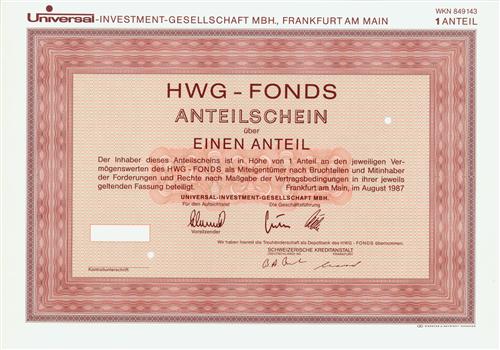 Universal-INVESTMENT-GESELLSCHAFT MBH., FRANKFURT AM MAIN
WKN 849143
1 ANTEIL
HWG - FONDS
ANTEILSCHEIN
über
EINEN ANTEIL
Der Inhaber dieses Anteilscheins ist in Höhe von 1 Anteil an den jeweiligen Ver-
mögenswerten des HWG - FONDS als Miteigentümer nach Bruchteilen und Mitinhaber
der Forderungen und Rechte nach Maßgabe der Vertragsbedingungen in ihrer jeweils
geltenden Fassung beteiligt. Frankfurt am Main, im August 1987
UNIVERSAL-INVESTMENT-GESELLSCHAFT MBH.
Für den Aufsichtsrat Die Geschäftsführung
Vorsitzender
Wir haben hiermit die Treuhänderschaft als Depotbank des HWG - FONDS übernommen.
SCHWEIZERISCHE KREDITANSTALT
(DEUTSCHLAND) AG FRANKFURT
Kontrollunterschrift